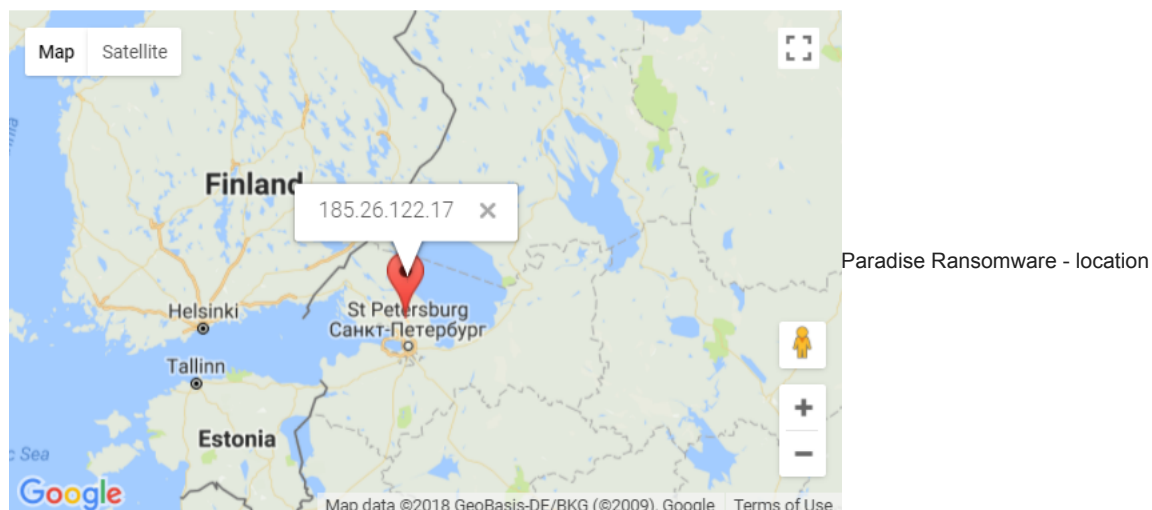 Map Satellite
Finland
185.26.122.17
Paradise Ransomware - location
Helsinki
St Petersburg
Санкт-Петербург
Tallinn
Estonia
Sea
Google
Map data ©2018 GeoBasis-DE/BKG (©2009), Google Terms of Use